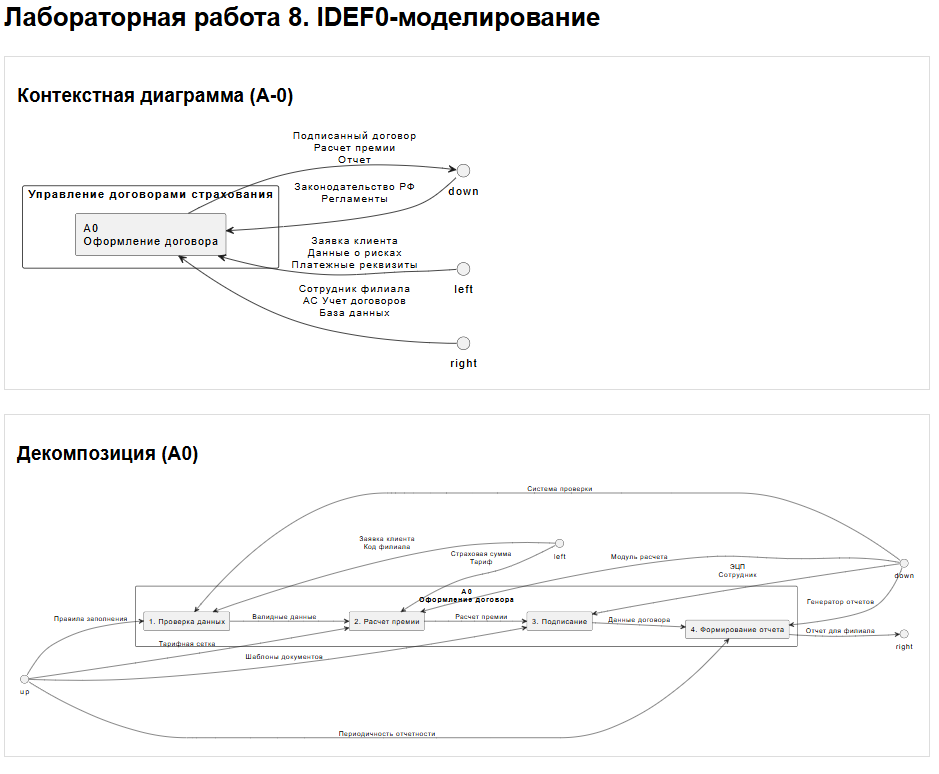 Лабораторная работа 8. IDEF0-моделирование
Контекстная диаграмма (А-0)
Подписанный договор
Расчет премии
Отчет
down
Законодательство РФ
Регламенты
Управление договорами страхования
A0
Оформление договора
Заявка клиента
Данные о рисках
Платежные реквизиты
left
Сотрудник филиала
АС Учет договоров
База данных
right
Декомпозиция (А0)
Система проверки
Заявка клиента
Код филиала
Страховая сумма
Тариф
left
Модуль расчета
ЭЦП
Сотрудник
down
A0
Оформление договора
Генератор отчетов
Правила заполнения
1. Проверка данных
Валидные данные
2. Расчет премии
Расчет премии
3. Подписание
Данные договора
4. Формирование отчета
Отчет для филиала
right
Тарифная сетка
Шаблоны документов
up
Периодичность отчетности